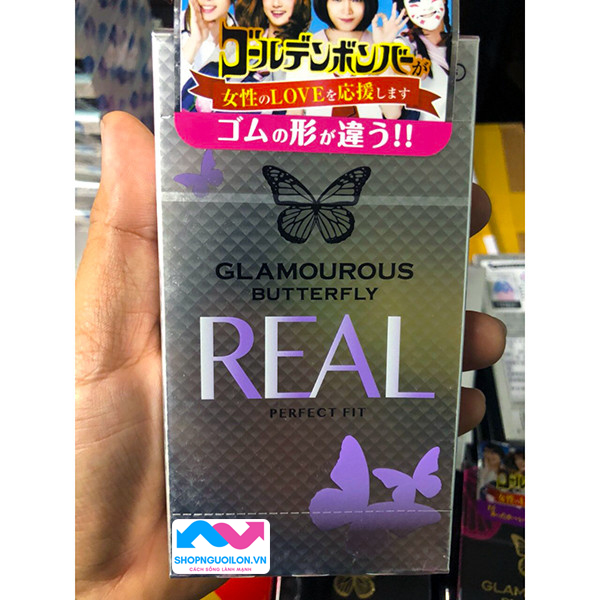 ゴールデンボンバーが
女性のLOVEを応援します
ゴムの形が違う!!
GLAMOUROUS
BUTTERFLY
REAL
PERFECT FIT
SHOPNGUOILON.VN
CÁCH SỐNG LÀNH MẠNH
GLAMO
BUTT